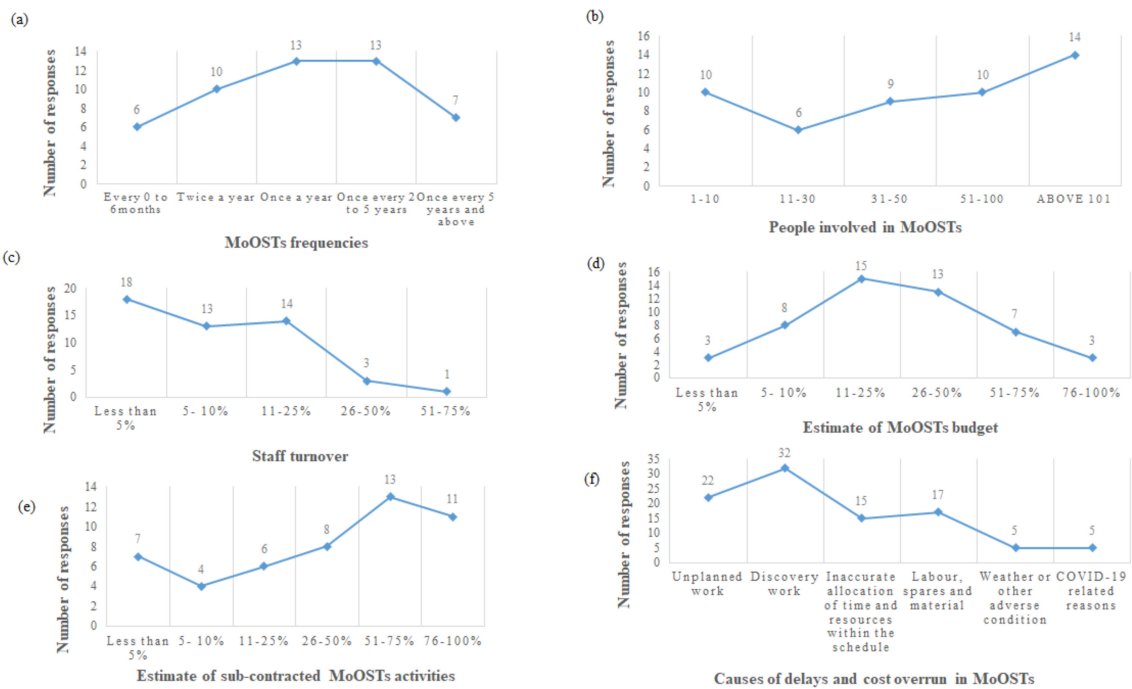 (a)
Number of responses
14
12
10
8
6
4
2
0
6
10
13
13
7
Every 0 to
6months
Twice a year
Once a year
Once every 2
to 5 years
Once every 5
years and
above
MoOSTs frequencies
(b)
Number of responses
16
14
12
10
8
6
4
2
0
10
6
9
10
14
1-10
11-30
31-50
51-100
ABOVE 101
People involved in MoOSTs
(c)
Number of responses
20
15
10
5
0
18
13
14
3
1
Less than
5%
5- 10%
11-25%
26-50%
51-75%
Staff turnover
(d)
Number of responses
16
14
12
10
8
6
4
2
0
3
8
15
13
7
3
Less than
5%
5- 10%
11-25%
26-50%
51-75%
76-100%
Estimate of MoOSTs budget
(e)
Number of responses
14
12
10
8
6
4
2
0
7
4
6
8
13
11
Less than
5%
5- 10%
11-25%
26-50%
51-75%
76-100%
Estimate of sub-contracted MoOSTs activities
(f)
Number of responses
35
30
25
20
15
10
5
5
22
32
15
17
5
5
Unplanned
work
Discovery
work
Inaccurate
allocation
of time and
resources
within the
schedule
Labour,
spares and
material
Weather or
other
adverse
condition
COVID-19
related
reasons
Causes of delays and cost overrun in MoOSTs